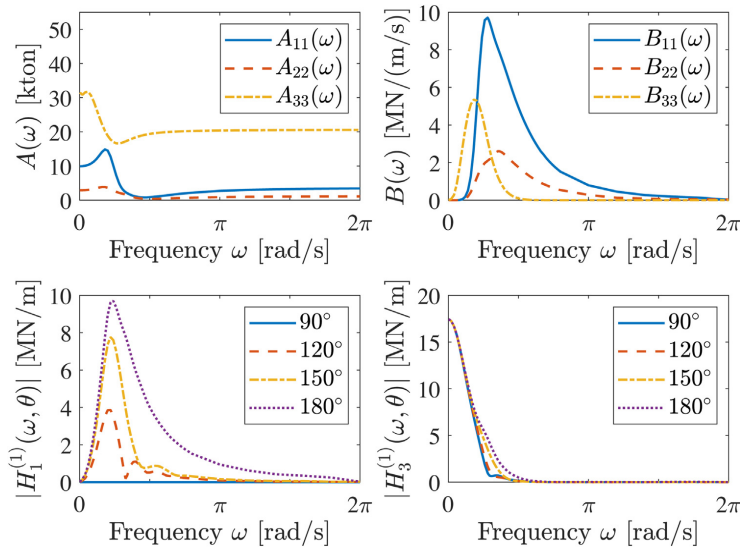 A(ω) [kton]
50
40
30
20
10
0
A₁₁(ω)
A₂₂(ω)
A₃₃(ω)
0 π 2π
Frequency ω [rad/s]
B(ω) [MN/(m/s)]
10
8
6
4
2
0
B₁₁(ω)
B₂₂(ω)
B₃₃(ω)
0 π 2π
Frequency ω [rad/s]
|H₁⁽¹⁾(ω, θ)| [MN/m]
10
8
6
4
2
0
90°
120°
150°
180°
0 π 2π
Frequency ω [rad/s]
|H₃⁽¹⁾(ω, θ)| [MN/m]
20
15
10
5
0
90°
120°
150°
180°
0 π 2π
Frequency ω [rad/s]